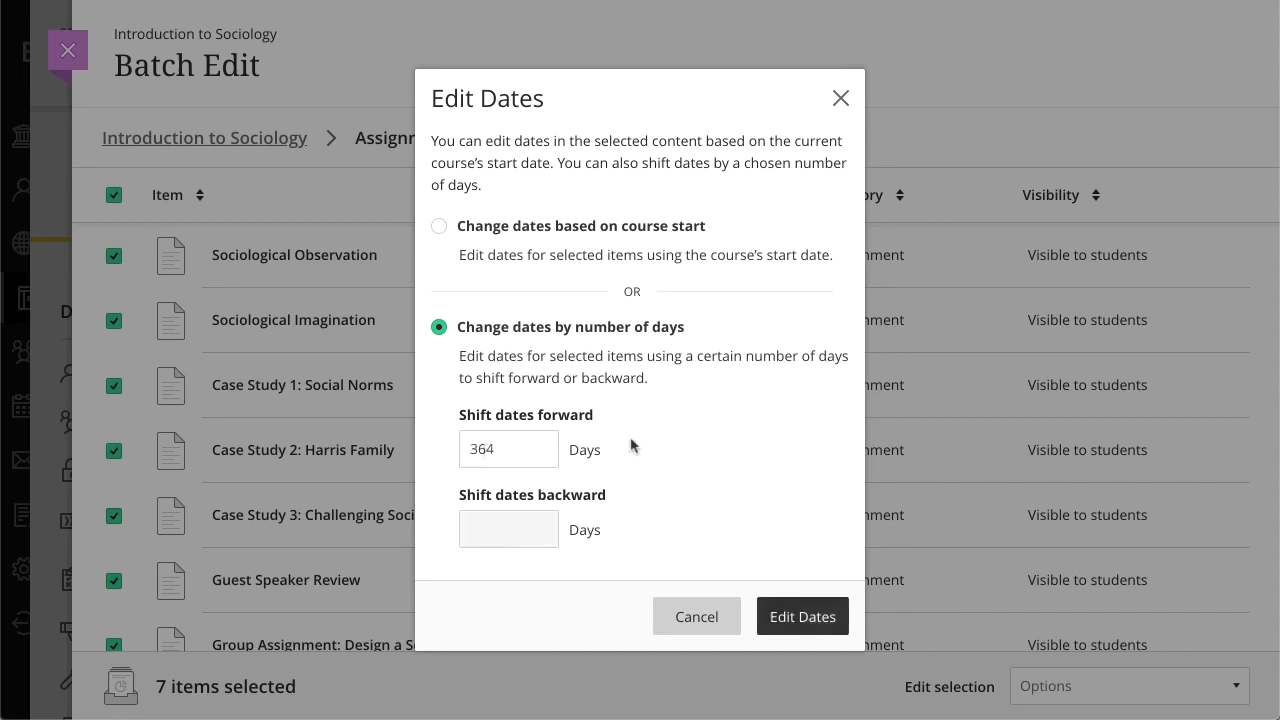 Introduction to Sociology
Batch Edit
Introduction to Sociology
Assignr
Item
ory
Visibility
Sociological Observation
nment
Visible to students
Sociological Imagination
nment
Visible to students
Case Study 1: Social Norms
nment
Visible to students
Case Study 2: Harris Family
nment
Visible to students
Case Study 3: Challenging Soci
nment
Visible to students
Guest Speaker Review
nment
Visible to students
Group Assignment: Design a S
nment
Visible to students
7 items selected
Edit selection
Options
Edit Dates
You can edit dates in the selected content based on the current
course's start date. You can also shift dates by a chosen number
of days.
Change dates based on course start
Edit dates for selected items using the course's start date.
OR
Change dates by number of days
Edit dates for selected items using a certain number of days
to shift forward or backward.
Shift dates forward
364 Days
Shift dates backward
Days
Cancel
Edit Dates